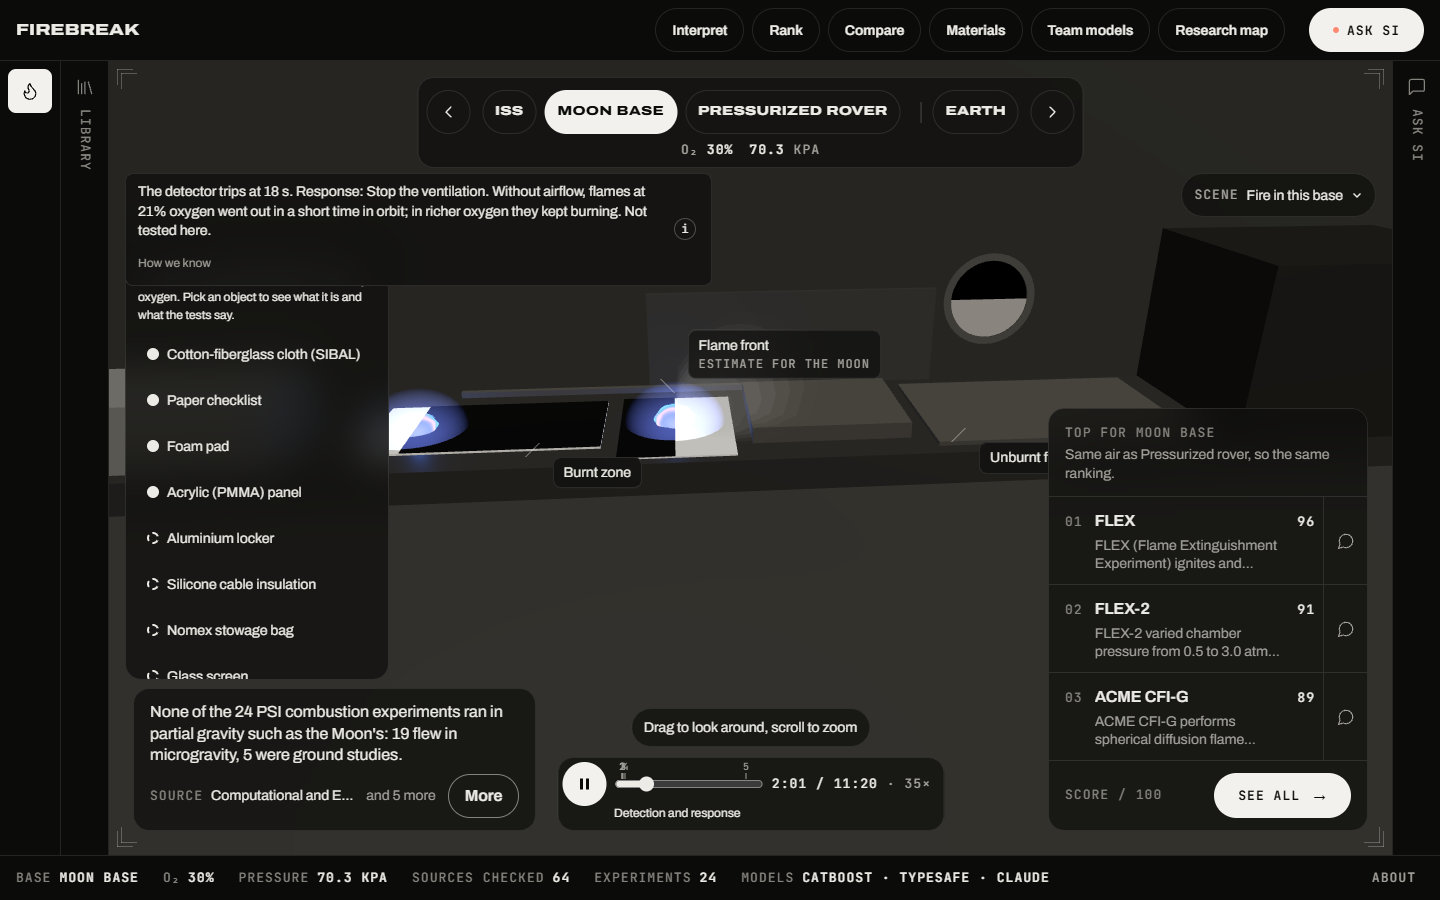 FIREBREAK
Interpret
Rank
Compare
Materials
Team models
Research map
ASK SI
LIBRARY
ISS
MOON BASE
PRESSURIZED ROVER
EARTH
O₂ 30% 70.3 KPA
ASK SI
The detector trips at 18 s. Response: Stop the ventilation. Without airflow, flames at
21% oxygen went out in a short time in orbit; in richer oxygen they kept burning. Not
tested here.
i
How we know
SCENE Fire in this base
oxygen. Pick an object to see what it is and
what the tests say.
Cotton-fiberglass cloth (SIBAL)
Paper checklist
Foam pad
Acrylic (PMMA) panel
Aluminium locker
Silicone cable insulation
Nomex stowage bag
Glass screen
Flame front
ESTIMATE FOR THE MOON
Burnt zone
Unburnt f
TOP FOR MOON BASE
Same air as Pressurized rover, so the same
ranking.
01 FLEX 96
FLEX (Flame Extinguishment
Experiment) ignites and...
02 FLEX-2 91
FLEX-2 varied chamber
pressure from 0.5 to 3.0 atm...
03 ACME CFI-G 89
ACME CFI-G performs
spherical diffusion flame...
SCORE / 100
SEE ALL →
None of the 24 PSI combustion experiments ran in
partial gravity such as the Moon's: 19 flew in
microgravity, 5 were ground studies.
SOURCE Computational and E... and 5 more
More
Drag to look around, scroll to zoom
5
2:01 / 11:20 · 35×
Detection and response
BASE MOON BASE O₂ 30% PRESSURE 70.3 KPA SOURCES CHECKED 64 EXPERIMENTS 24 MODELS CATBOOST · TYPESAFE · CLAUDE
ABOUT